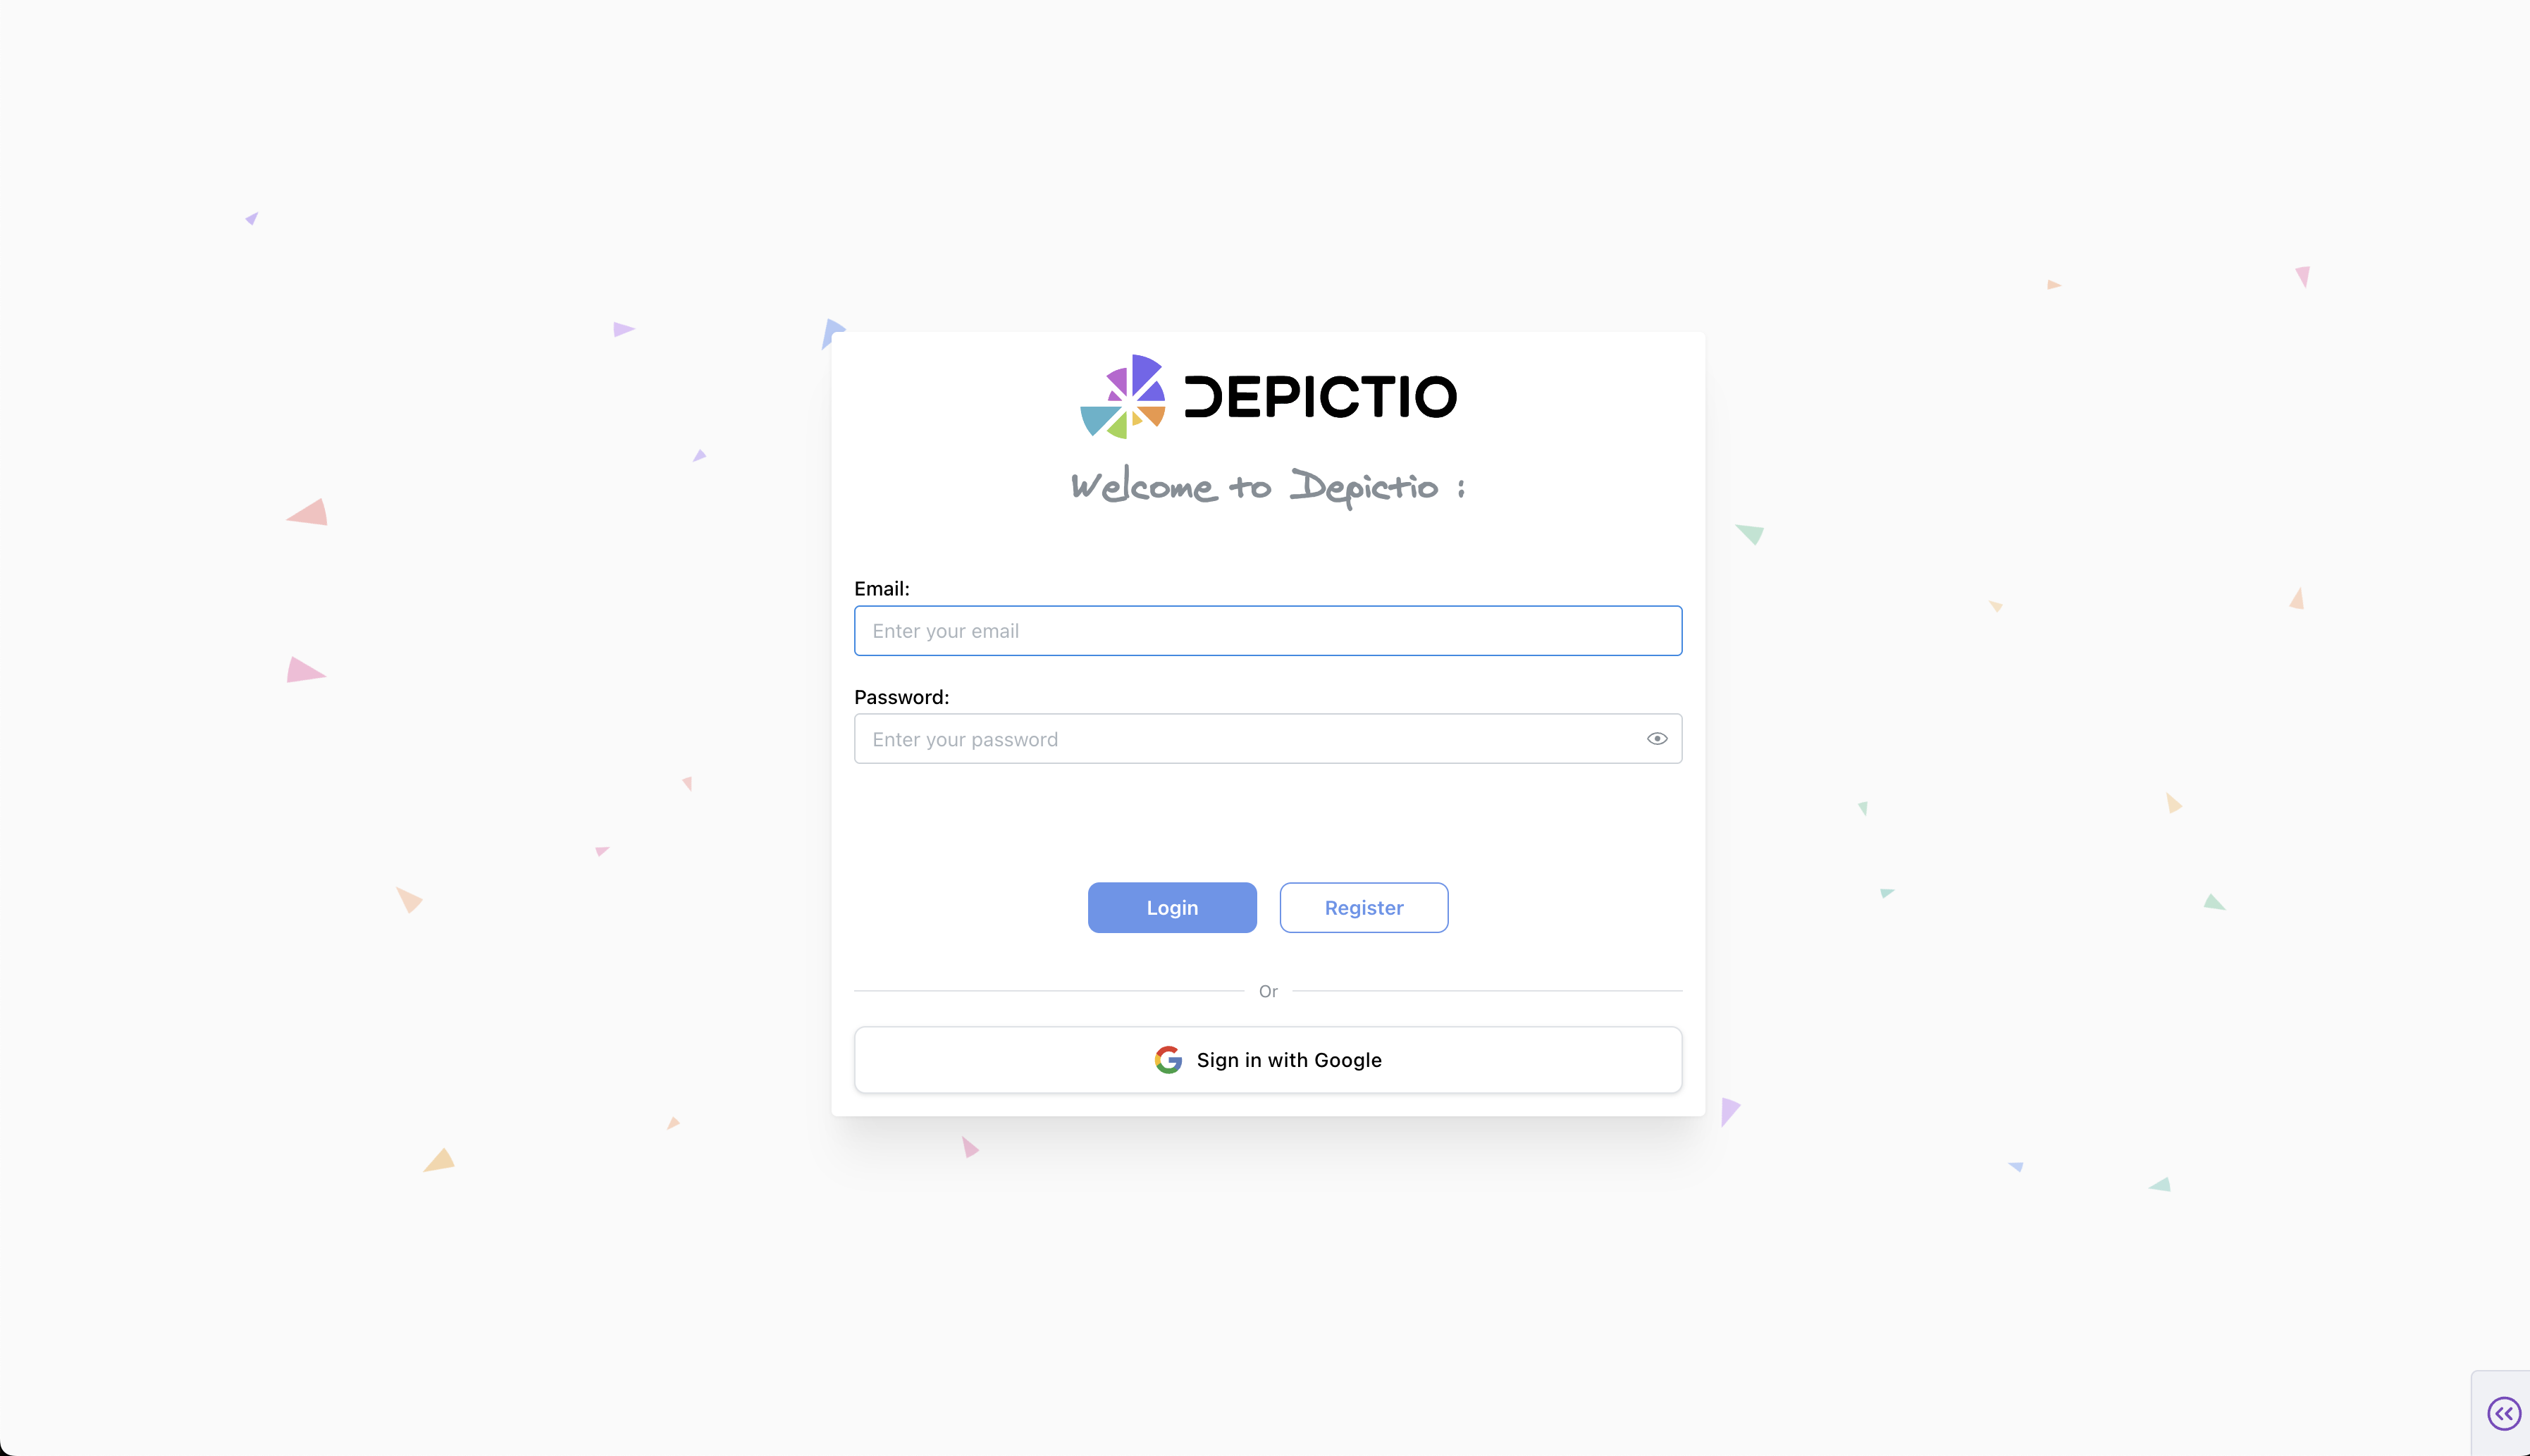 DEPICTIO
Welcome to Depictio :
Email:
Enter your email
Password:
Enter your password
Login
Register
Or
Sign in with Google